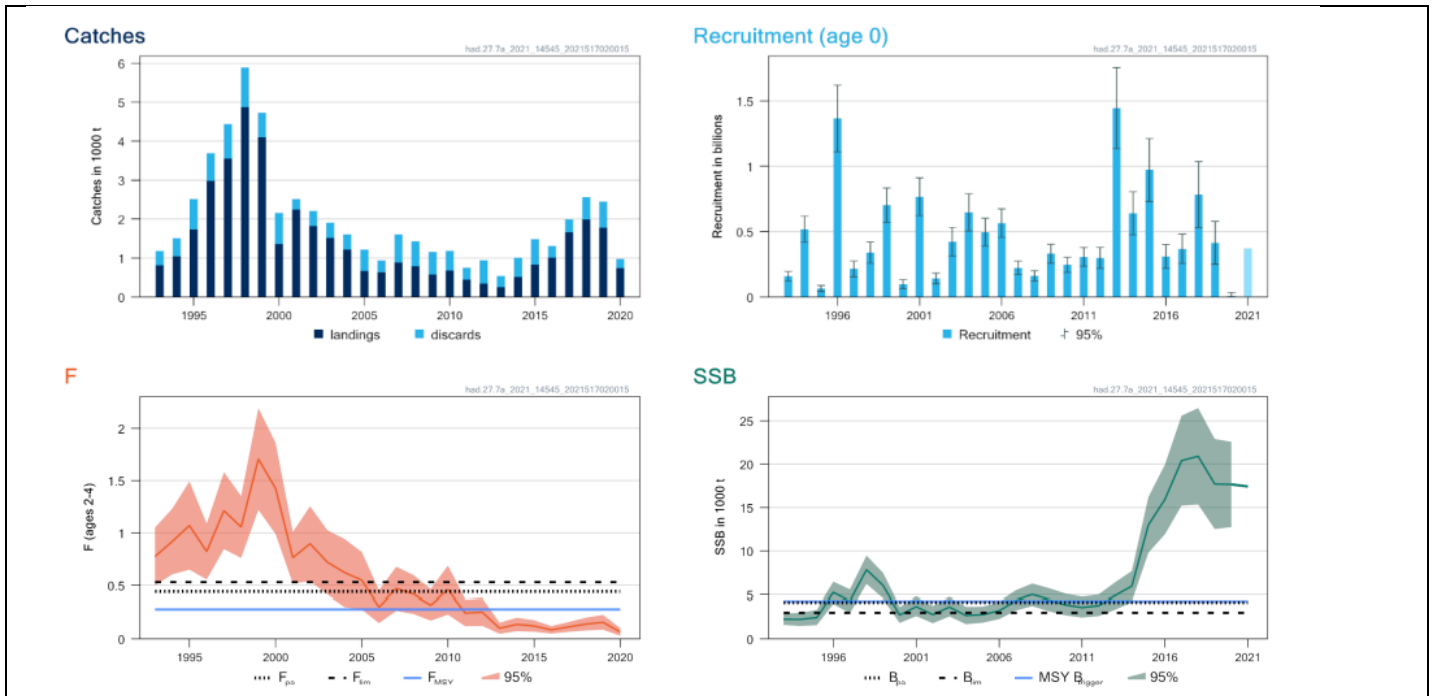 Catches
had.27.7a_2021_14545_2021517020015
Catches in 1000 t
6
5
4
3
2
1
0
1995 2000 2005 2010 2015 2020
landings discards
Recruitment (age 0)
had.27.7a_2021_14545_2021517020015
Recruitment in billions
1.5
1
0.5
0
1996 2001 2006 2011 2016 2021
Recruitment 95%
F
had.27.7a_2021_14545_2021517020015
F (ages 2-4)
2
1.5
1
0.5
0
1995 2000 2005 2010 2015 2020
Fpa Flim FMSY 95%
SSB
had.27.7a_2021_14545_2021517020015
SSB in 1000 t
25
20
15
10
5
0
1996 2001 2006 2011 2016 2021
Bpa Blim MSY Btrigger 95%